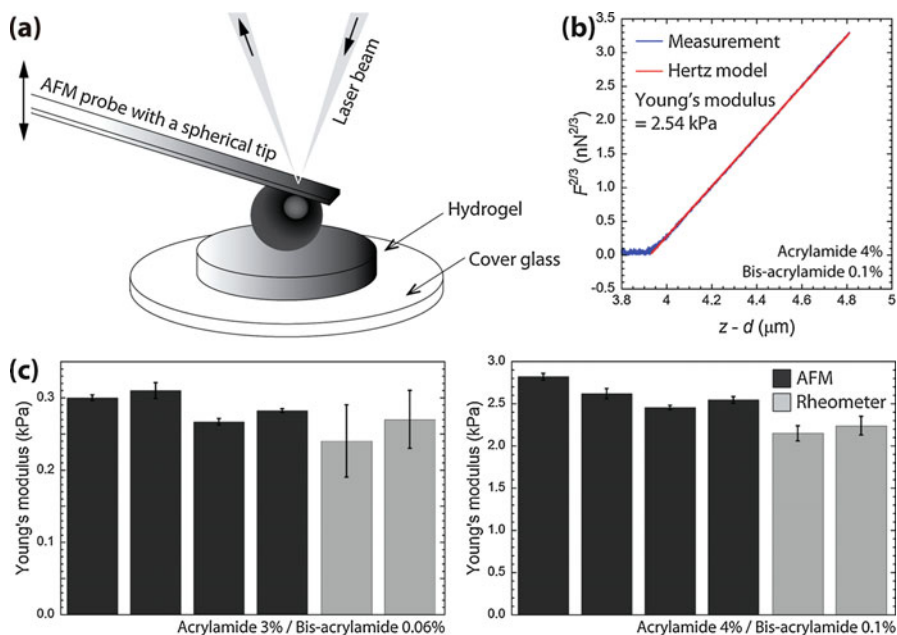 (a)
AFM probe with a spherical tip
Laser beam
Hydrogel
Cover glass
(b)
Measurement
Hertz model
Young's modulus
= 2.54 kPa
Acrylamide 4%
Bis-acrylamide 0.1%
F^2/3 (nN^2/3)
3.5
3.0
2.5
2.0
1.5
1.0
0.5
0.0
-0.5
3.8 4 4.2 4.4 4.6 4.8 5
z - d (μm)
(c)
Young's modulus (kPa)
0.3
0.2
0.1
0.0
Acrylamide 3% / Bis-acrylamide 0.06%
Young's modulus (kPa)
3.0
2.5
2.0
1.5
1.0
0.5
0.0
AFM
Rheometer
Acrylamide 4% / Bis-acrylamide 0.1%